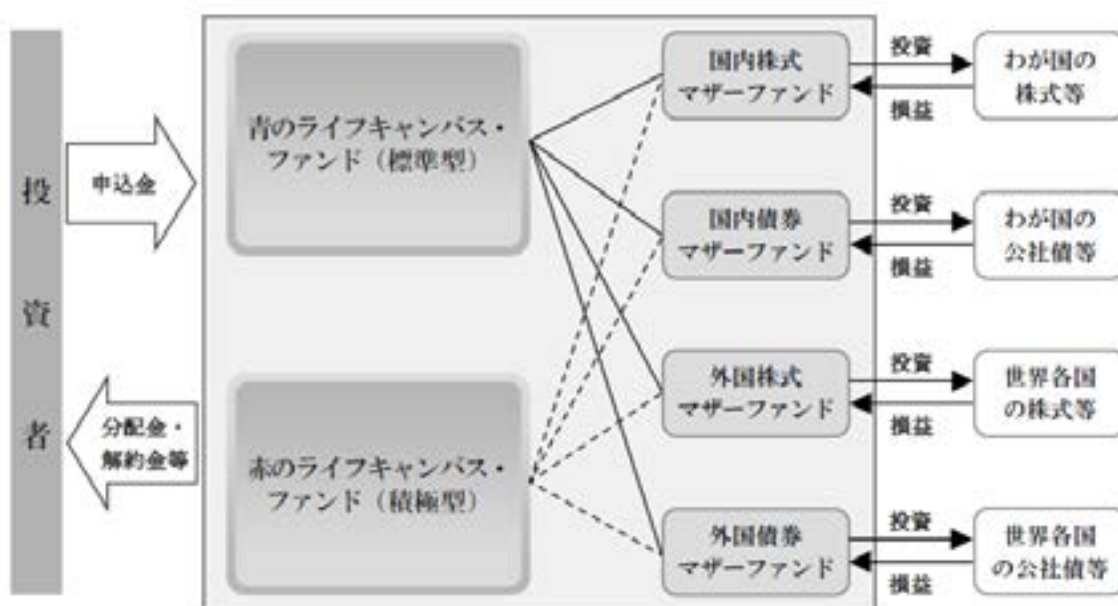 投資者
申込金
分配金・
解約金等
青のライフキャンバス・
ファンド（標準型）
赤のライフキャンバス・
ファンド（積極型）
国内株式
マザーファンド
投資
損益
わが国の
株式等
国内債券
マザーファンド
投資
損益
わが国の
公社債等
外国株式
マザーファンド
投資
損益
世界各国
の株式等
外国債券
マザーファンド
投資
損益
世界各国
の公社債等